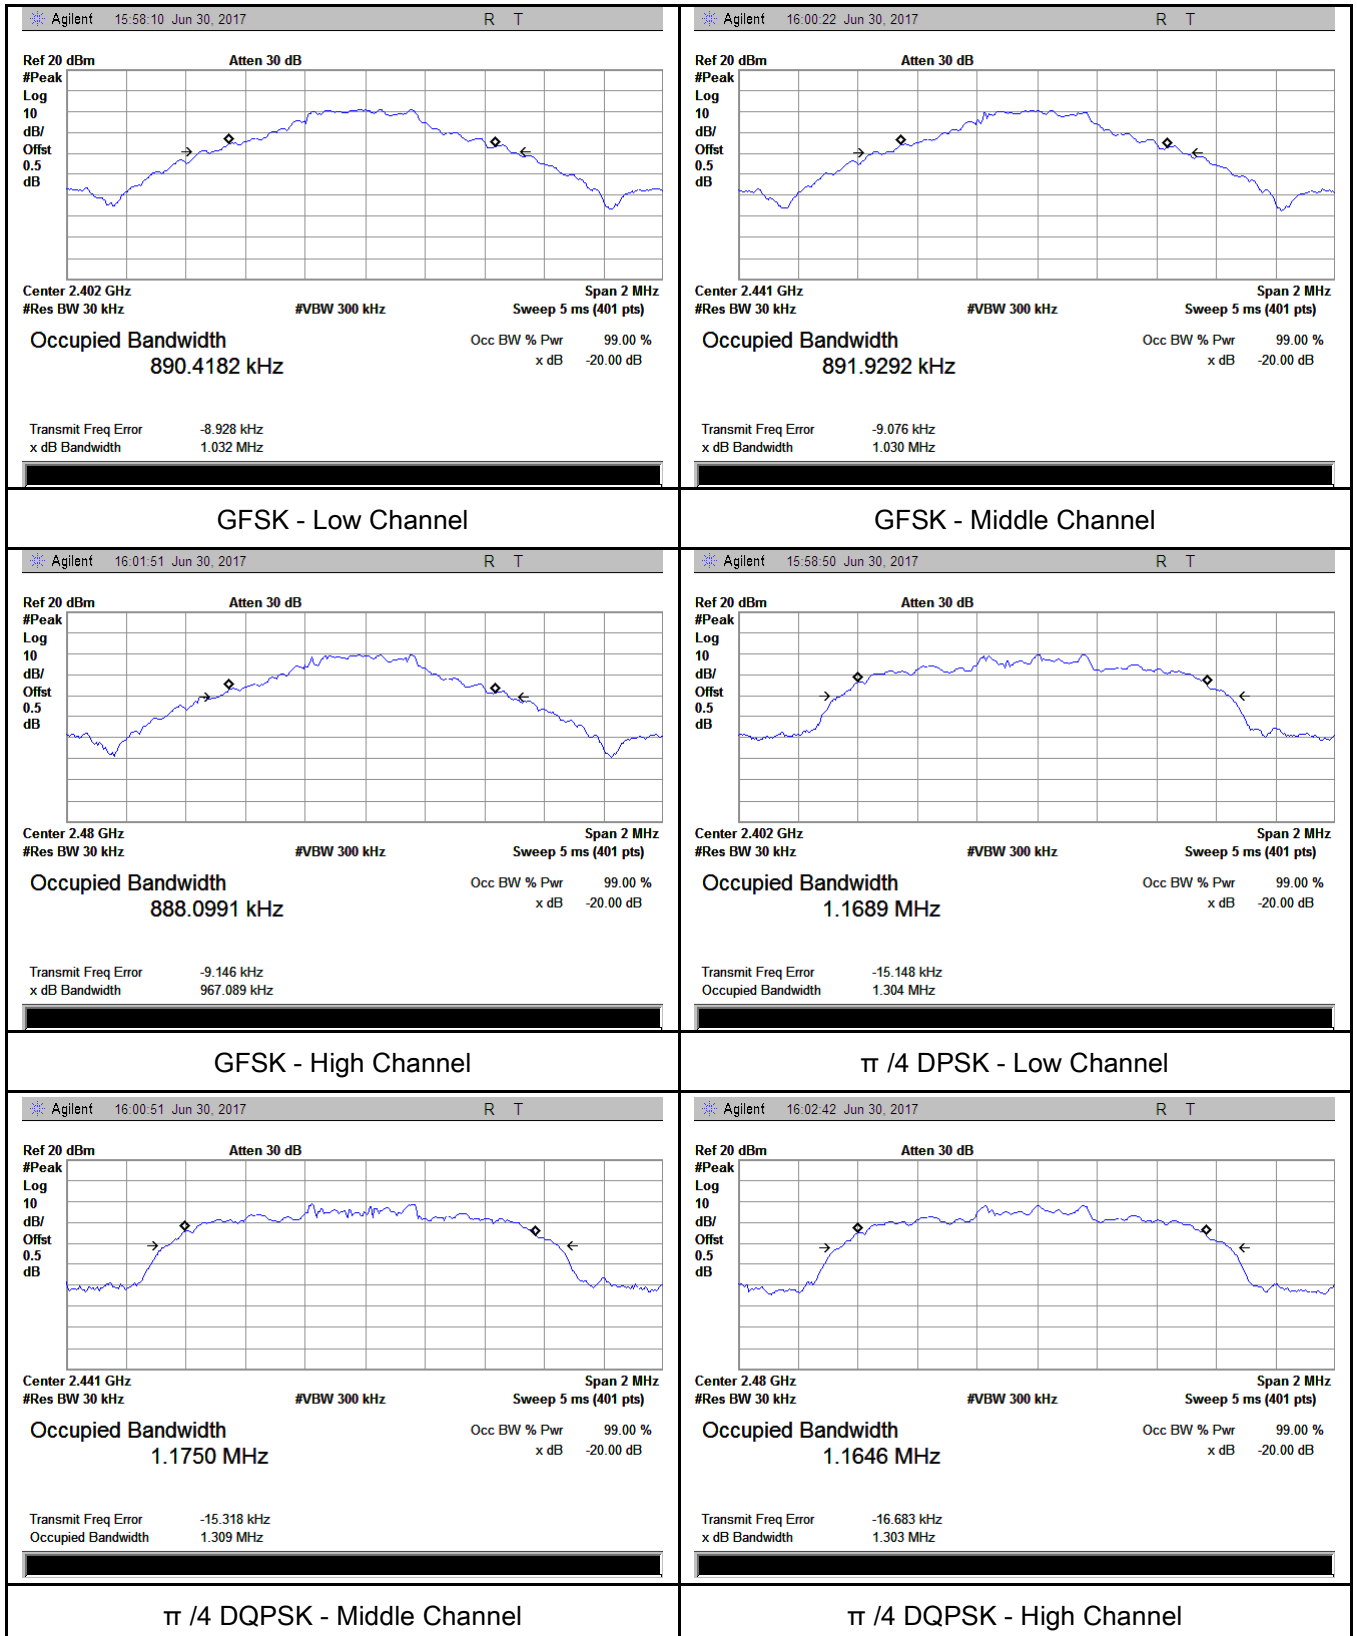 Agilent 15:58:10 Jun 30, 2017 R T
Ref 20 dBm Atten 30 dB
#Peak
Log
10
dB/
Offst
0.5
dB
Center 2.402 GHz Span 2 MHz
#Res BW 30 kHz #VBW 300 kHz Sweep 5 ms (401 pts)
Occupied Bandwidth Occ BW % Pwr 99.00 %
890.4182 kHz x dB -20.00 dB
Transmit Freq Error -8.928 kHz
x dB Bandwidth 1.032 MHz
GFSK - Low Channel
Agilent 16:00:22 Jun 30, 2017 R T
Ref 20 dBm Atten 30 dB
#Peak
Log
10
dB/
Offst
0.5
dB
Center 2.441 GHz Span 2 MHz
#Res BW 30 kHz #VBW 300 kHz Sweep 5 ms (401 pts)
Occupied Bandwidth Occ BW % Pwr 99.00 %
891.9292 kHz x dB -20.00 dB
Transmit Freq Error -9.076 kHz
x dB Bandwidth 1.030 MHz
GFSK - Middle Channel
Agilent 16:01:51 Jun 30, 2017 R T
Ref 20 dBm Atten 30 dB
#Peak
Log
10
dB/
Offst
0.5
dB
Center 2.48 GHz Span 2 MHz
#Res BW 30 kHz #VBW 300 kHz Sweep 5 ms (401 pts)
Occupied Bandwidth Occ BW % Pwr 99.00 %
888.0991 kHz x dB -20.00 dB
Transmit Freq Error -9.146 kHz
x dB Bandwidth 967.089 kHz
GFSK - High Channel
Agilent 15:58:50 Jun 30, 2017 R T
Ref 20 dBm Atten 30 dB
#Peak
Log
10
dB/
Offst
0.5
dB
Center 2.402 GHz Span 2 MHz
#Res BW 30 kHz #VBW 300 kHz Sweep 5 ms (401 pts)
Occupied Bandwidth Occ BW % Pwr 99.00 %
1.1689 MHz x dB -20.00 dB
Transmit Freq Error -15.148 kHz
Occupied Bandwidth 1.304 MHz
π /4 DPSK - Low Channel
Agilent 16:00:51 Jun 30, 2017 R T
Ref 20 dBm Atten 30 dB
#Peak
Log
10
dB/
Offst
0.5
dB
Center 2.441 GHz Span 2 MHz
#Res BW 30 kHz #VBW 300 kHz Sweep 5 ms (401 pts)
Occupied Bandwidth Occ BW % Pwr 99.00 %
1.1750 MHz x dB -20.00 dB
Transmit Freq Error -15.318 kHz
Occupied Bandwidth 1.309 MHz
π /4 DQPSK - Middle Channel
Agilent 16:02:42 Jun 30, 2017 R T
Ref 20 dBm Atten 30 dB
#Peak
Log
10
dB/
Offst
0.5
dB
Center 2.48 GHz Span 2 MHz
#Res BW 30 kHz #VBW 300 kHz Sweep 5 ms (401 pts)
Occupied Bandwidth Occ BW % Pwr 99.00 %
1.1646 MHz x dB -20.00 dB
Transmit Freq Error -16.683 kHz
x dB Bandwidth 1.303 MHz
π /4 DQPSK - High Channel